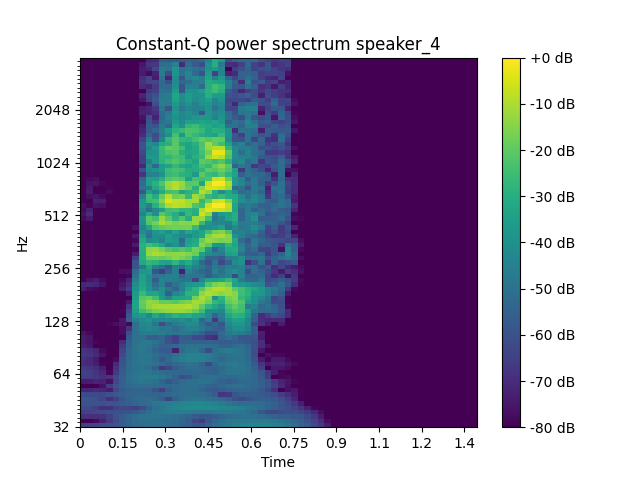 Constant-Q power spectrum speaker_4
Hz
2048
1024
512
256
128
64
32
0 0.15 0.3 0.45 0.6 0.75 0.9 1.1 1.2 1.4
Time
+0 dB
-10 dB
-20 dB
-30 dB
-40 dB
-50 dB
-60 dB
-70 dB
-80 dB